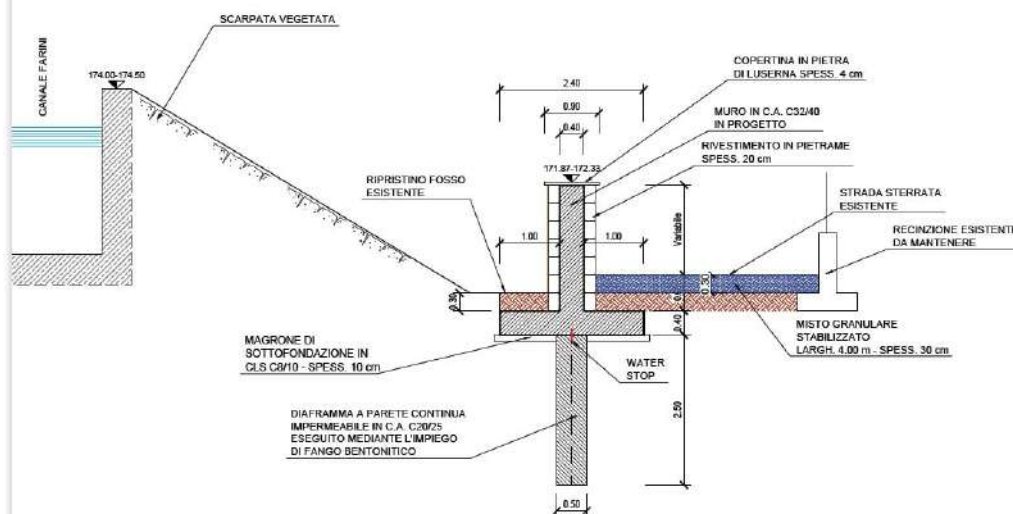 SCARPATA VEGETATA
CANALE FARINI
174.00-174.50
COPERTINA IN PIETRA
DI LUSERNA SPESS. 4 cm
2.40
0.90
0.40
MURO IN C.A. C32/40
IN PROGETTO
171.87-172.33
RIVESTIMENTO IN PIETRAME
SPESS. 20 cm
RIPRISTINO FOSSO
ESISTENTE
STRADA STERRATA
ESISTENTE
1.00
1.00
Variabile
RECINZIONE ESISTENTE
DA MANTENERE
0.30
0.30
0.40
MAGRONE DI
SOTTOFONDAZIONE IN
CLS C8/10 - SPESS. 10 cm
WATER
STOP
MISTO GRANULARE
STABILIZZATO
LARGH. 4.00 m - SPESS. 30 cm
2.50
DIAFRAMMA A PARETE CONTINUA
IMPERMEABILE IN C.A. C20/25
ESEGUITO MEDIANTE L'IMPIEGO
DI FANGO BENTONITICO
0.50